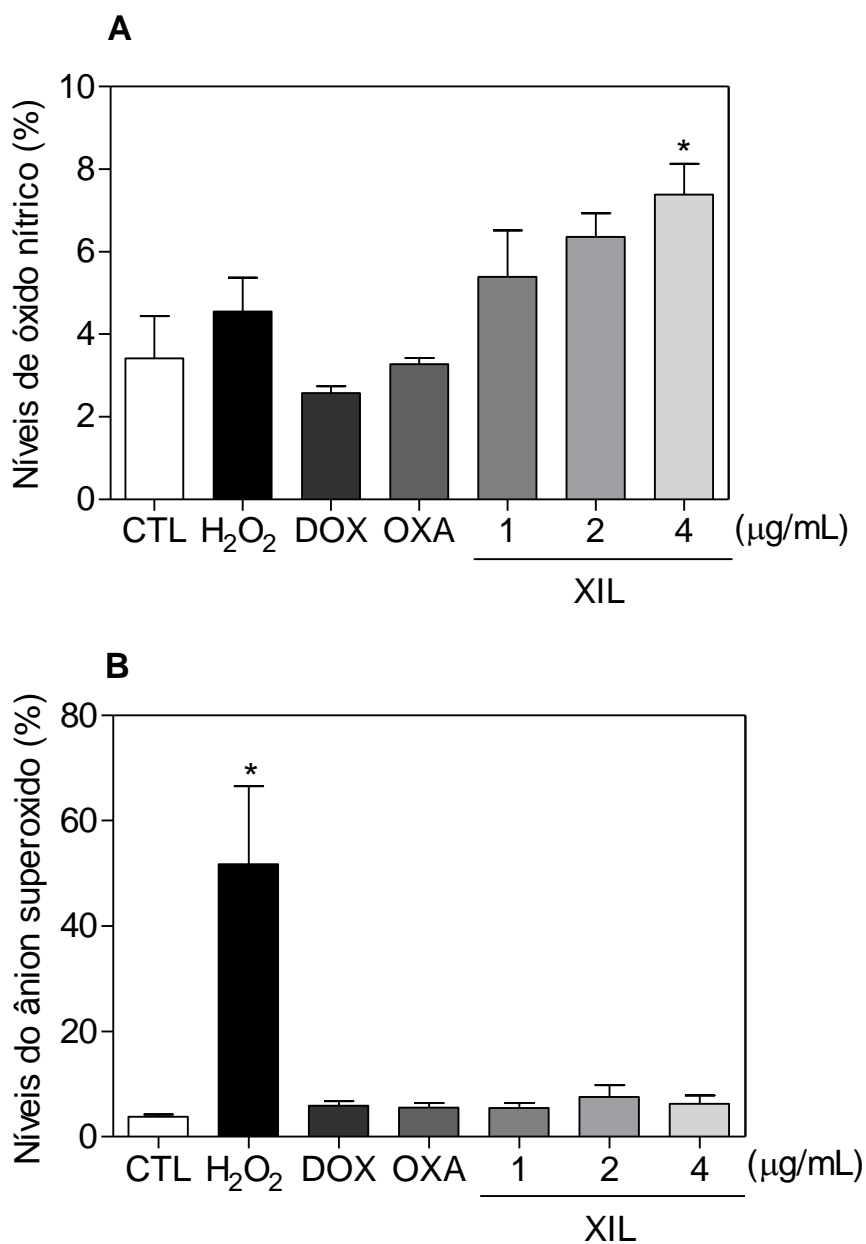 A
Níveis de óxido nítrico (%)
10
8
6
4
2
0
*
CTL H₂O₂ DOX OXA 1 2 4 (μg/mL)
XIL
B
Níveis do ânion superoxido (%)
80
60
40
20
0
*
CTL H₂O₂ DOX OXA 1 2 4 (μg/mL)
XIL